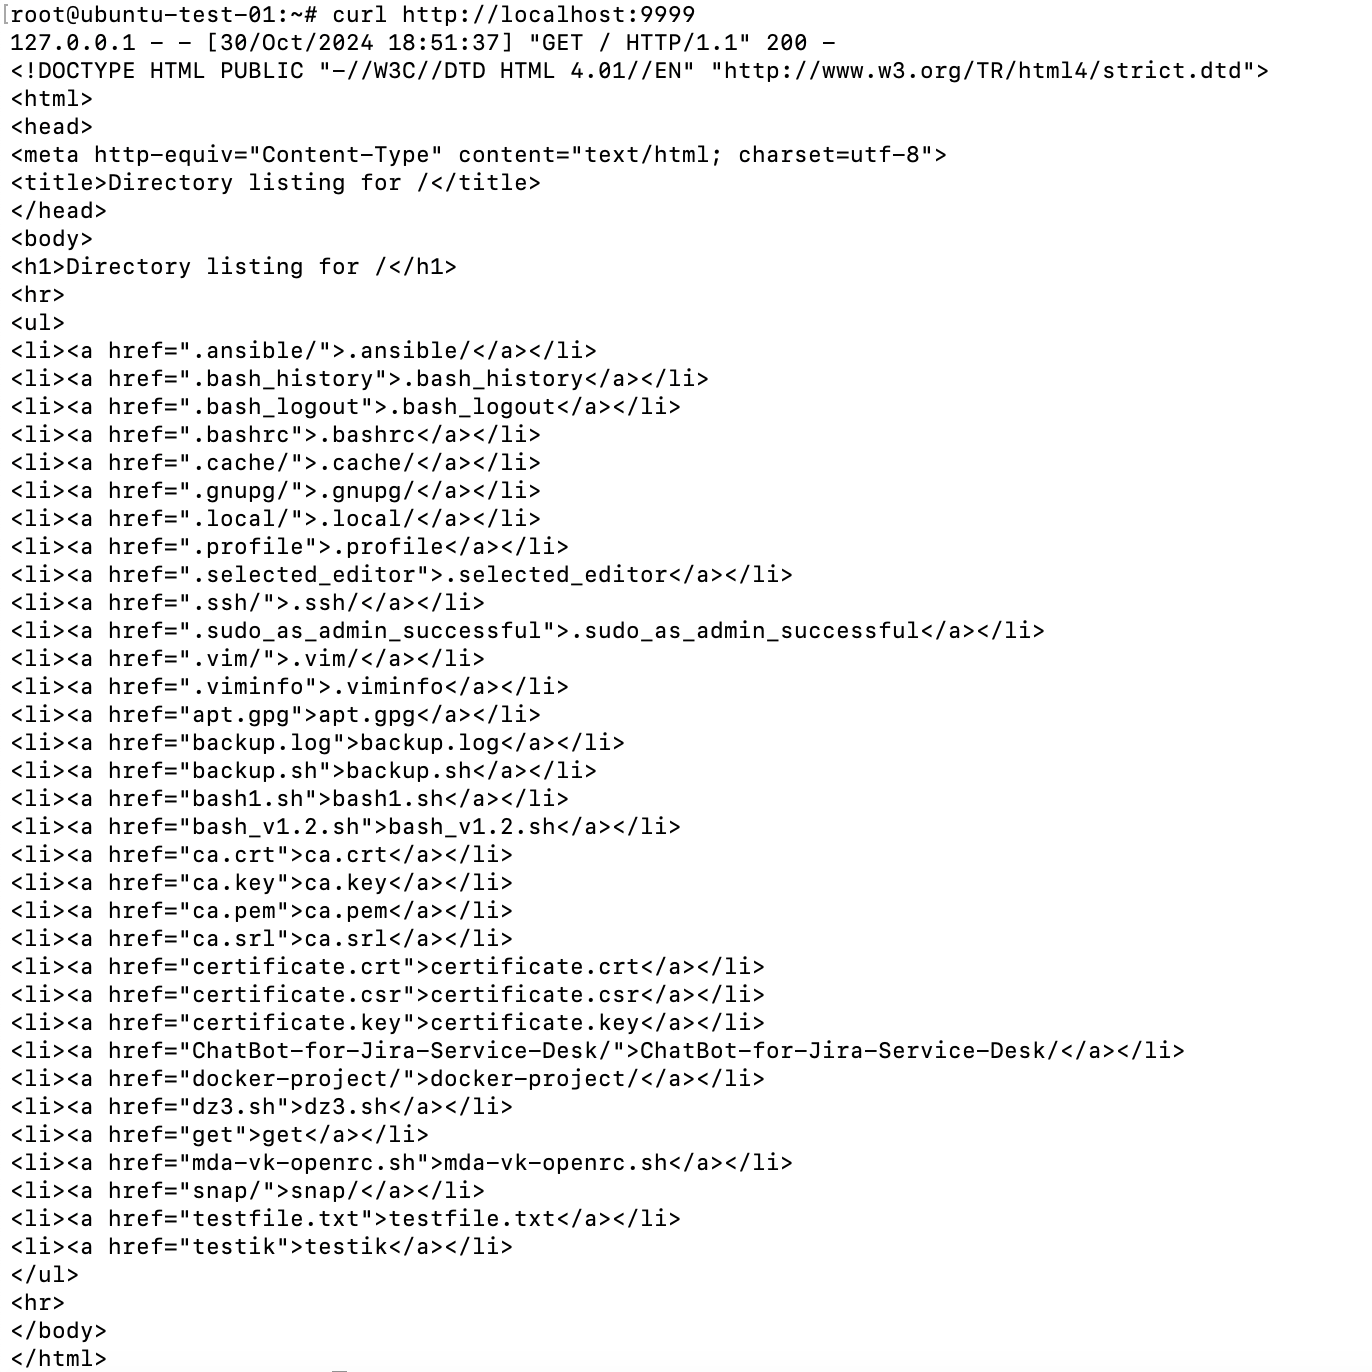 [root@ubuntu-test-01:~# curl http://localhost:9999
127.0.0.1 - - [30/Oct/2024 18:51:37] "GET / HTTP/1.1" 200 -
<!DOCTYPE HTML PUBLIC "-//W3C//DTD HTML 4.01//EN" "http://www.w3.org/TR/html4/strict.dtd">
<html>
<head>
<meta http-equiv="Content-Type" content="text/html; charset=utf-8">
<title>Directory listing for /</title>
</head>
<body>
<h1>Directory listing for /</h1>
<hr>
<ul>
<li><a href=".ansible/">.ansible/</a></li>
<li><a href=".bash_history">.bash_history</a></li>
<li><a href=".bash_logout">.bash_logout</a></li>
<li><a href=".bashrc">.bashrc</a></li>
<li><a href=".cache/">.cache/</a></li>
<li><a href=".gnupg/">.gnupg/</a></li>
<li><a href=".local/">.local/</a></li>
<li><a href=".profile">.profile</a></li>
<li><a href=".selected_editor">.selected_editor</a></li>
<li><a href=".ssh/">.ssh/</a></li>
<li><a href=".sudo_as_admin_successful">.sudo_as_admin_successful</a></li>
<li><a href=".vim/">.vim/</a></li>
<li><a href=".viminfo">.viminfo</a></li>
<li><a href="apt.gpg">apt.gpg</a></li>
<li><a href="backup.log">backup.log</a></li>
<li><a href="backup.sh">backup.sh</a></li>
<li><a href="bash1.sh">bash1.sh</a></li>
<li><a href="bash_v1.2.sh">bash_v1.2.sh</a></li>
<li><a href="ca.crt">ca.crt</a></li>
<li><a href="ca.key">ca.key</a></li>
<li><a href="ca.pem">ca.pem</a></li>
<li><a href="ca.srl">ca.srl</a></li>
<li><a href="certificate.crt">certificate.crt</a></li>
<li><a href="certificate.csr">certificate.csr</a></li>
<li><a href="certificate.key">certificate.key</a></li>
<li><a href="ChatBot-for-Jira-Service-Desk/">ChatBot-for-Jira-Service-Desk/</a></li>
<li><a href="docker-project/">docker-project/</a></li>
<li><a href="dz3.sh">dz3.sh</a></li>
<li><a href="get">get</a></li>
<li><a href="mda-vk-openrc.sh">mda-vk-openrc.sh</a></li>
<li><a href="snap/">snap/</a></li>
<li><a href="testfile.txt">testfile.txt</a></li>
<li><a href="testik">testik</a></li>
</ul>
<hr>
</body>
</html>